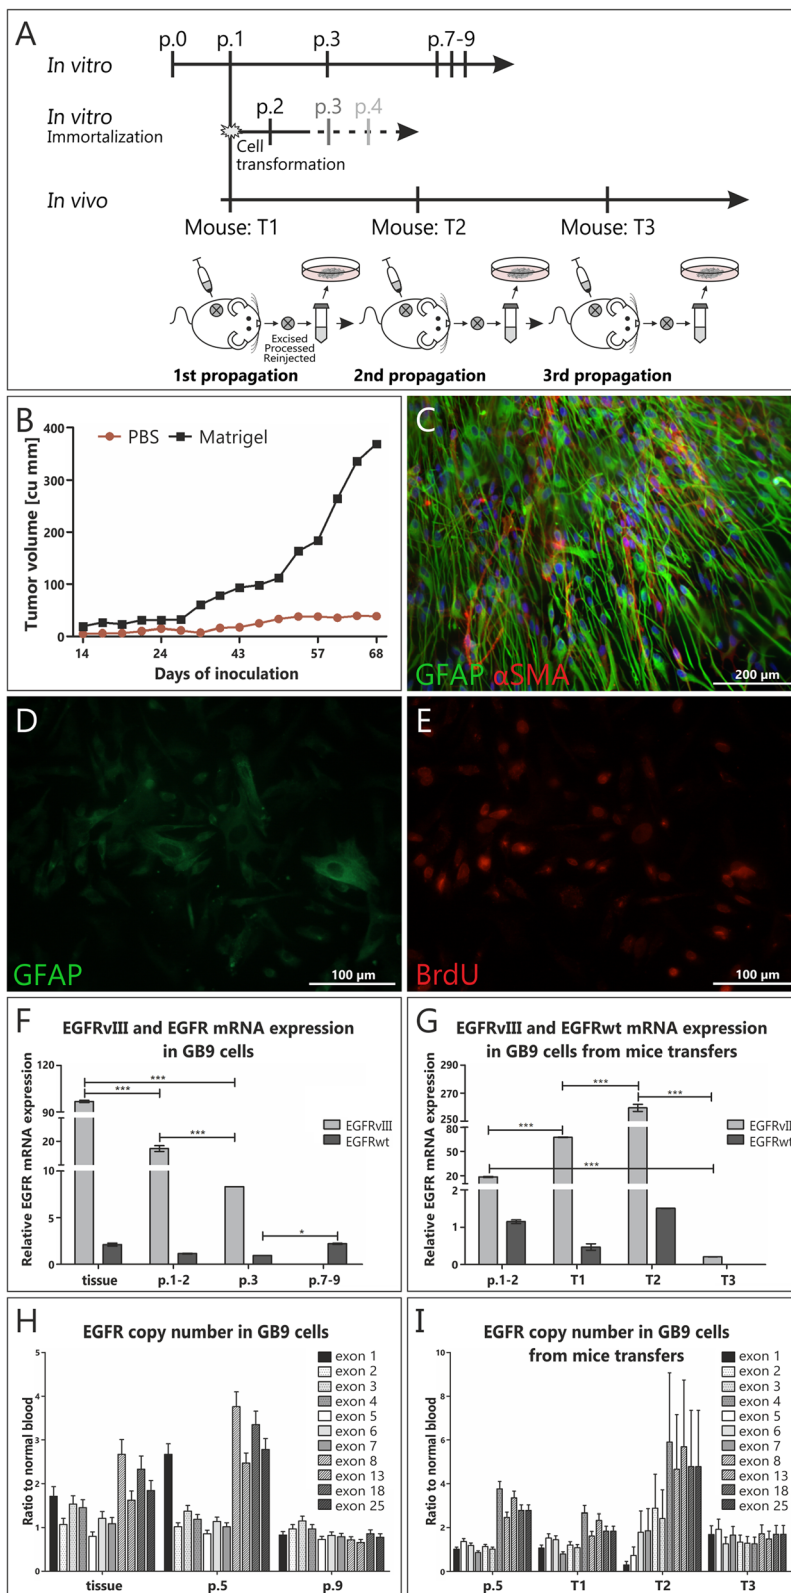 A
p.0 p.1 p.3 p.7-9
In vitro
In vitro
Immortalization
p.2 p.3 p.4
Cell
transformation
In vivo
Mouse: T1 Mouse: T2 Mouse: T3
Excised
Processed
Reinjected
1st propagation 2nd propagation 3rd propagation
B
PBS Matrigel
Tumor volume [cu mm]
400
300
200
100
0
14 24 43 57 68
Days of inoculation
C
GFAP αSMA
200 µm
D
GFAP
100 µm
E
BrdU
100 µm
F
EGFRvIII and EGFR mRNA expression
in GB9 cells
Relative EGFR mRNA expression
100
90
20
10
5
0
***
***
***
*
EGFRvIII
EGFRwt
tissue p.1-2 p.3 p.7-9
G
EGFRvIII and EGFRwt mRNA expression
in GB9 cells from mice transfers
Relative EGFR mRNA expression
290
270
250
80
20
2
1
0
***
***
***
***
EGFRvII
EGFRwt
p.1-2 T1 T2 T3
H
EGFR copy number in GB9 cells
Ratio to normal blood
5
4
3
2
1
0
exon 1
exon 2
exon 3
exon 4
exon 5
exon 6
exon 7
exon 8
exon 13
exon 18
exon 25
tissue p.5 p.9
I
EGFR copy number in GB9 cells
from mice transfers
Ratio to normal blood
10
8
6
4
2
0
exon 1
exon 2
exon 3
exon 4
exon 5
exon 6
exon 7
exon 8
exon 13
exon 18
exon 25
p.5 T1 T2 T3